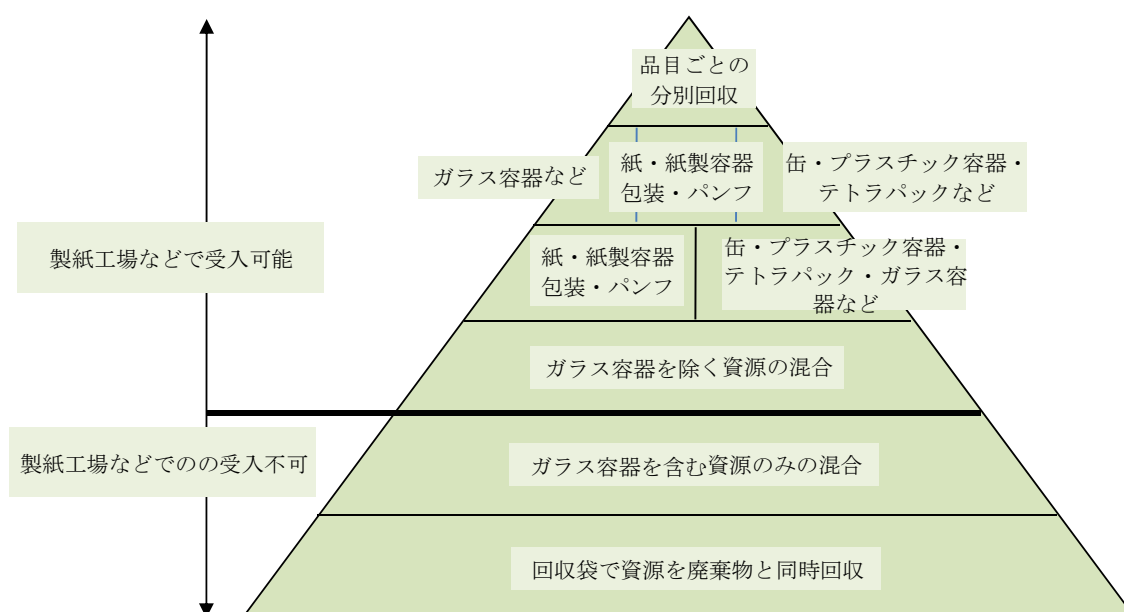 品目ごとの
分別回収
ガラス容器など
紙・紙製容器
包装・パンフ
缶・プラスチック容器・
テトラパックなど
製紙工場などで受入可能
紙・紙製容器
包装・パンフ
缶・プラスチック容器・
テトラパック・ガラス容
器など
ガラス容器を除く資源の混合
製紙工場などでのの受入不可
ガラス容器を含む資源のみの混合
回収袋で資源を廃棄物と同時回収